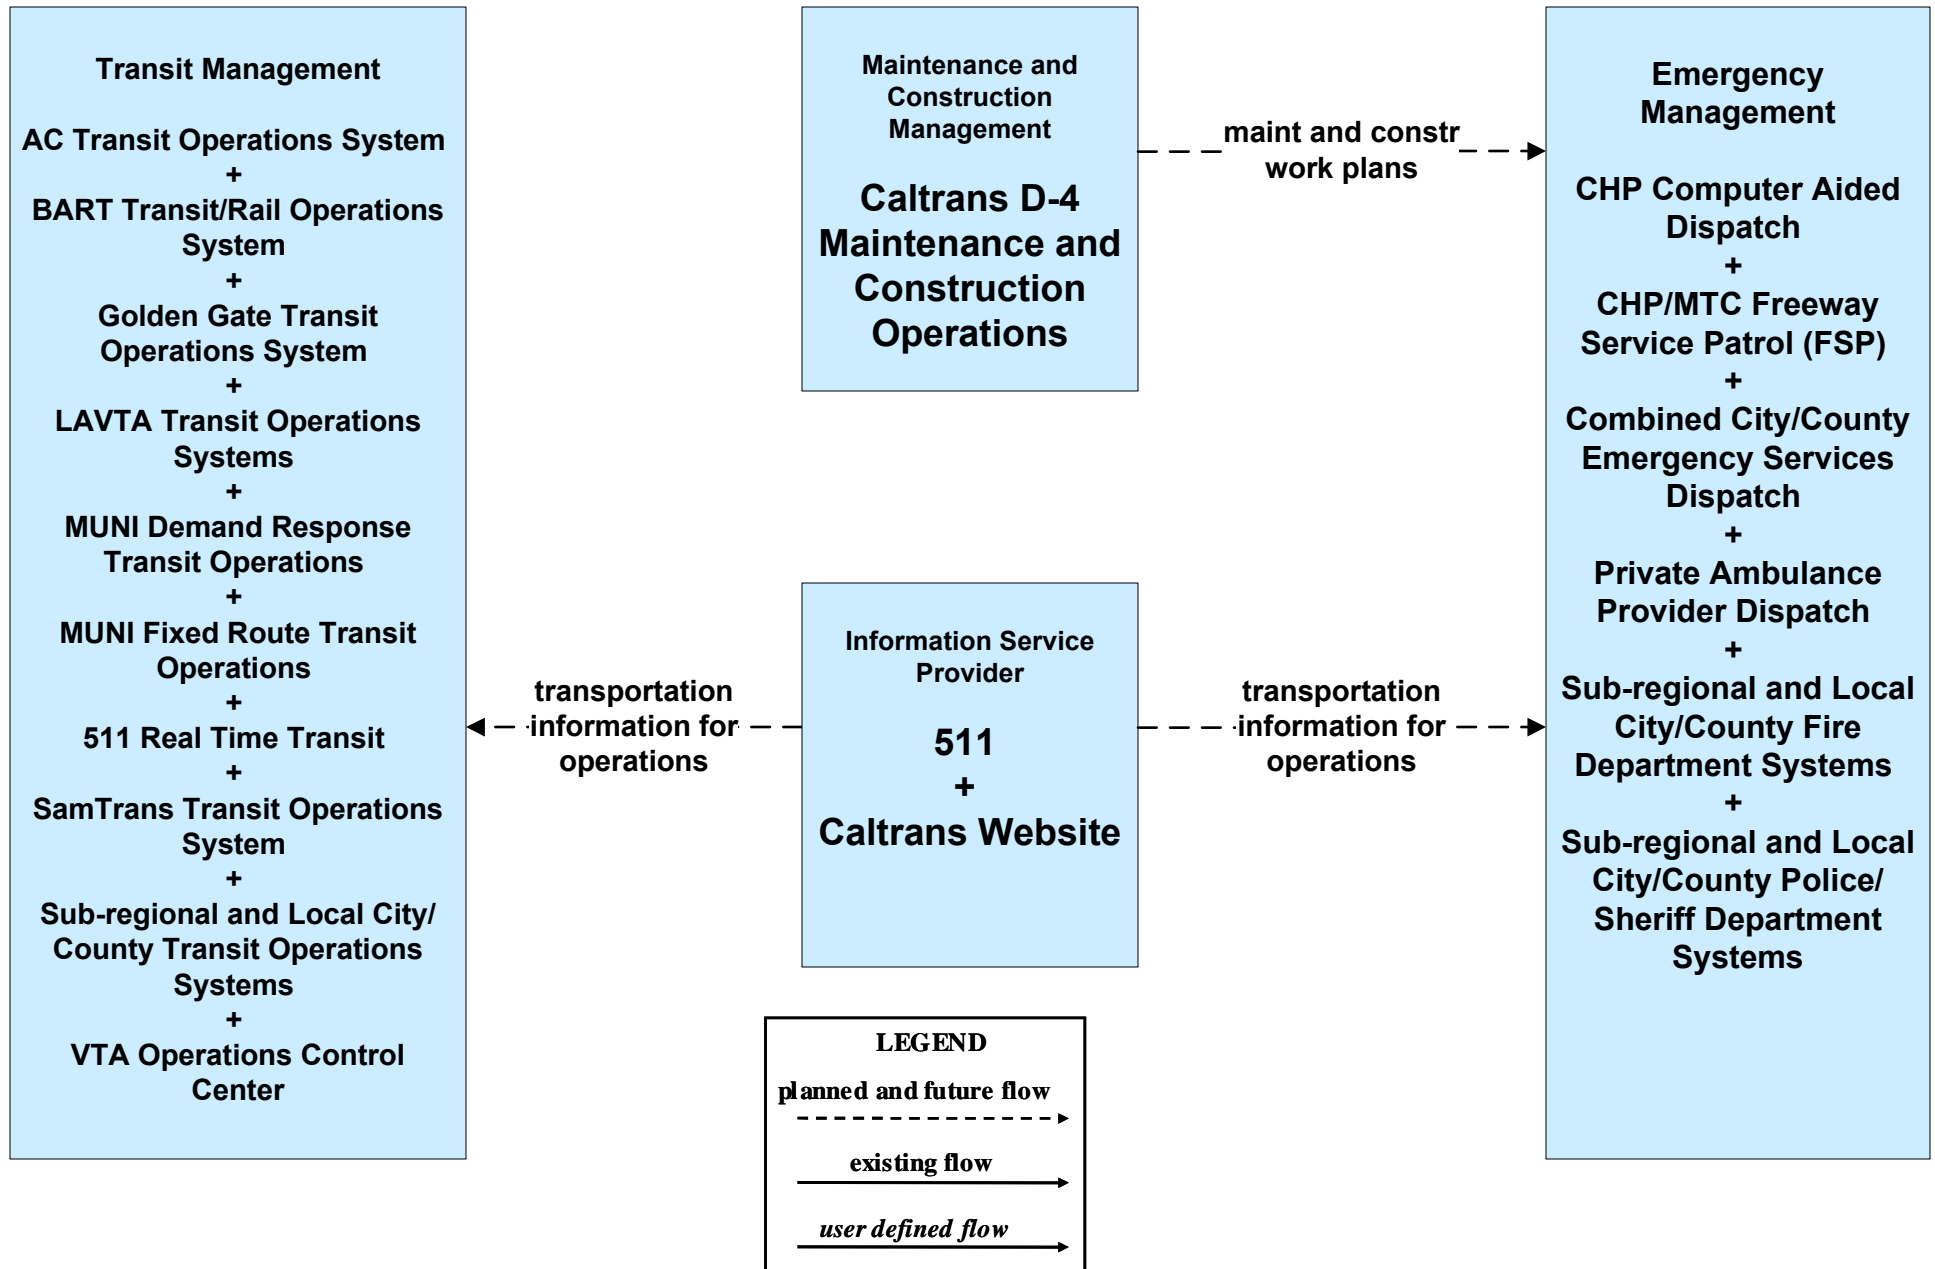 Transit Management
AC Transit Operations System
+
BART Transit/Rail Operations
System
+
Golden Gate Transit
Operations System
+
LAVTA Transit Operations
Systems
+
MUNI Demand Response
Transit Operations
+
MUNI Fixed Route Transit
Operations
+
511 Real Time Transit
+
SamTrans Transit Operations
System
+
Sub-regional and Local City/
County Transit Operations
Systems
+
VTA Operations Control
Center
transportation
information for
operations
Maintenance and
Construction
Management
Caltrans D-4
Maintenance and
Construction
Operations
maint and constr
work plans
Information Service
Provider
511
+
Caltrans Website
transportation
information for
operations
Emergency
Management
CHP Computer Aided
Dispatch
+
CHP/MTC Freeway
Service Patrol (FSP)
+
Combined City/County
Emergency Services
Dispatch
+
Private Ambulance
Provider Dispatch
+
Sub-regional and Local
City/County Fire
Department Systems
+
Sub-regional and Local
City/County Police/
Sheriff Department
Systems
LEGEND
planned and future flow
existing flow
user defined flow